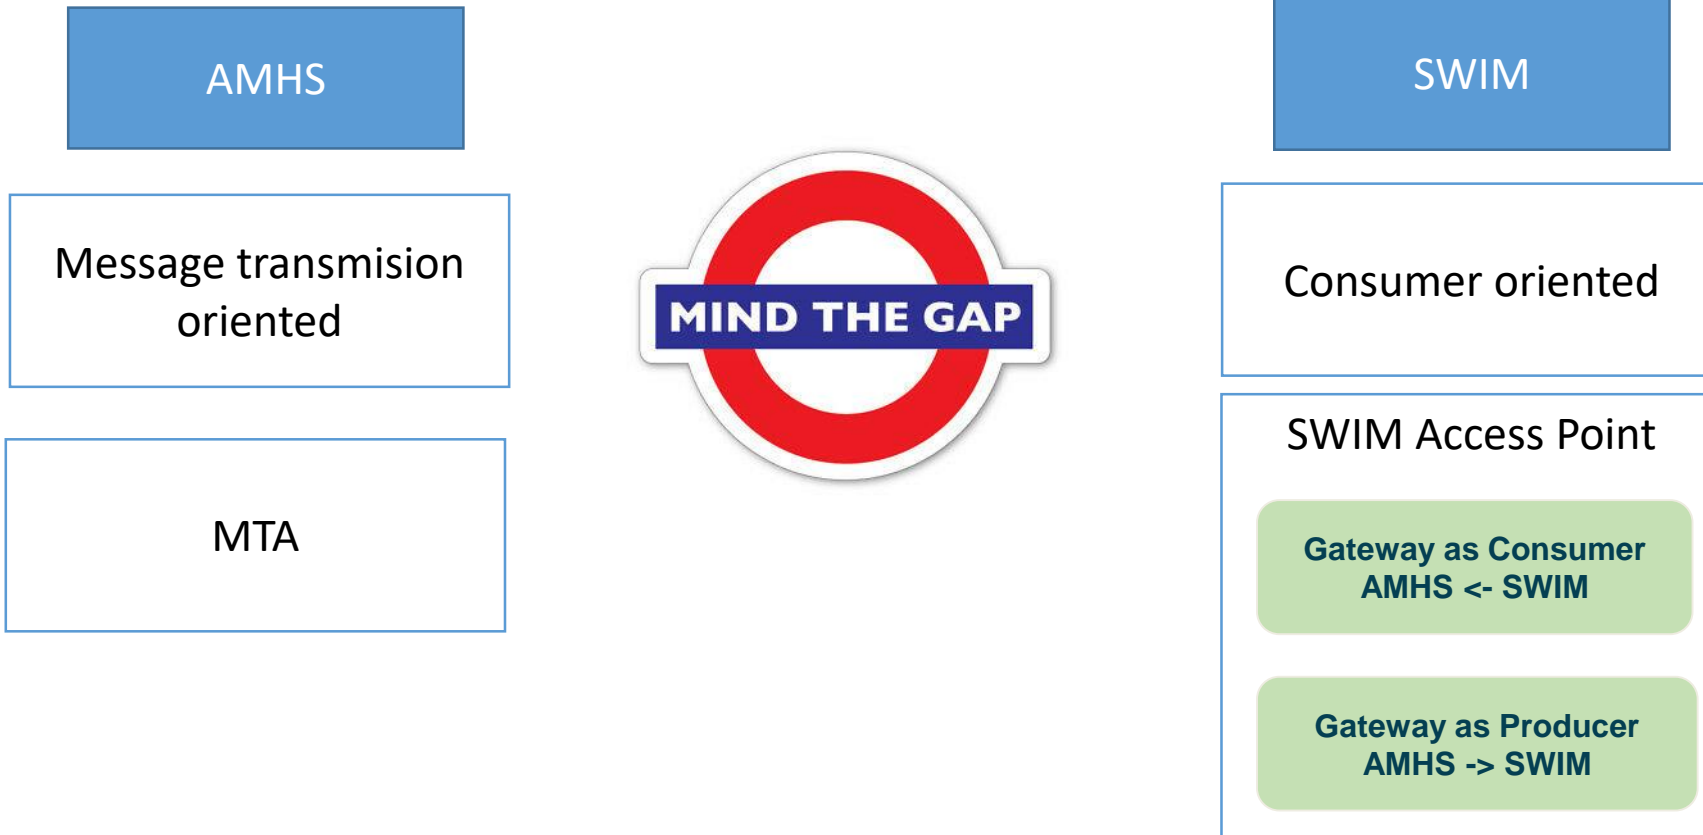 AMHS
Message transmision
oriented
MTA
MIND THE GAP
SWIM
Consumer oriented
SWIM Access Point
Gateway as Consumer
AMHS <- SWIM
Gateway as Producer
AMHS -> SWIM